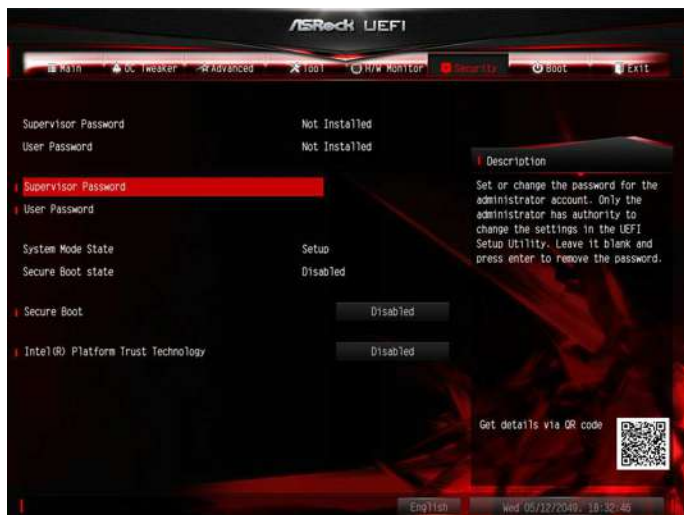 ASRock UEFI
Main OC Tweaker Advanced Tool H/W Monitor Security Boot Exit
Supervisor Password Not Installed
User Password Not Installed
Supervisor Password
User Password
System Mode State Setup
Secure Boot state Disabled
Secure Boot Disabled
Intel(R) Platform Trust Technology Disabled
Description
Set or change the password for the
administrator account. Only the
administrator has authority to
change the settings in the UEFI
Setup Utility. Leave it blank and
press enter to remove the password.
Get details via QR code
English Wed 05/12/2049, 18:32:46